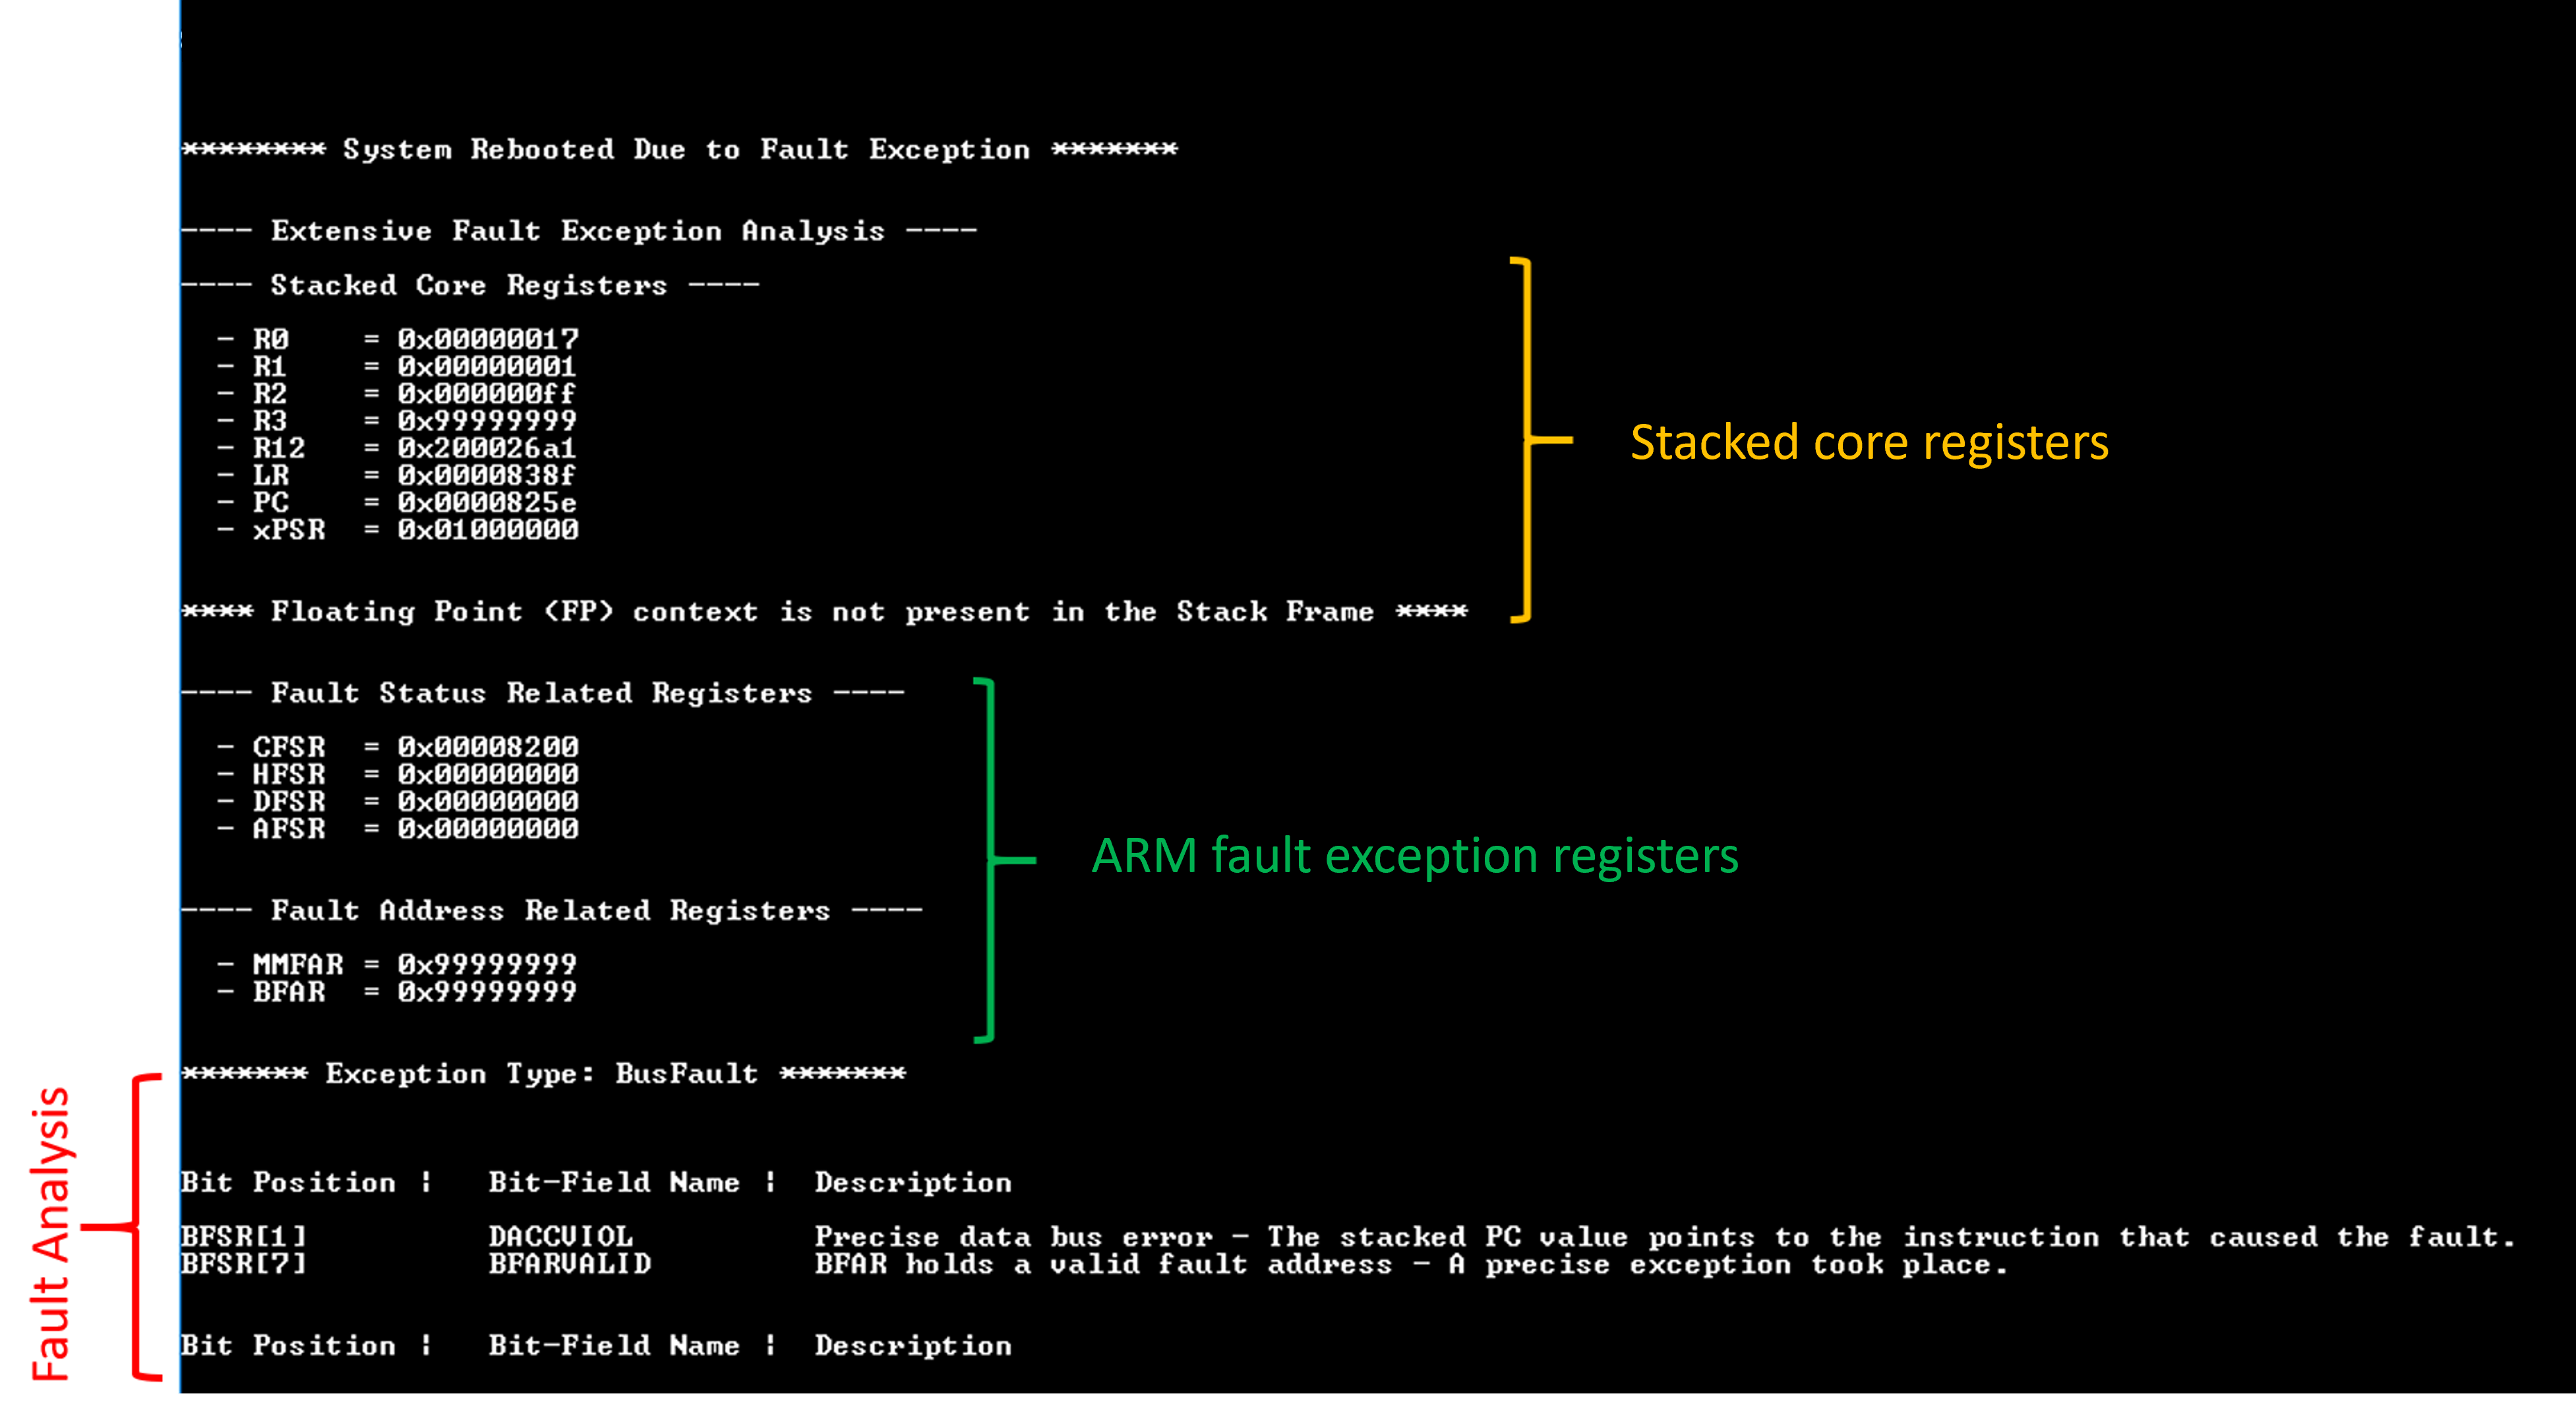 ******** System Rebooted Due to Fault Exception *******
---- Extensive Fault Exception Analysis ----
---- Stacked Core Registers ----
- R0 = 0x00000017
- R1 = 0x00000001
- R2 = 0x000000ff
- R3 = 0x99999999
- R12 = 0x200026a1
- LR = 0x0000838f
- PC = 0x0000825e
- xPSR = 0x01000000
Stacked core registers
**** Floating Point (FP) context is not present in the Stack Frame ****
---- Fault Status Related Registers ----
- CFSR = 0x00008200
- HFSR = 0x00000000
- DFSR = 0x00000000
- AFSR = 0x00000000
ARM fault exception registers
---- Fault Address Related Registers ----
- MMFAR = 0x99999999
- BFAR = 0x99999999
Fault Analysis
******* Exception Type: BusFault *******
Bit Position | Bit-Field Name | Description
BFSR[1] DACCVIOL Precise data bus error - The stacked PC value points to the instruction that caused the fault.
BFSR[7] BFARVALID BFAR holds a valid fault address - A precise exception took place.
Bit Position | Bit-Field Name | Description